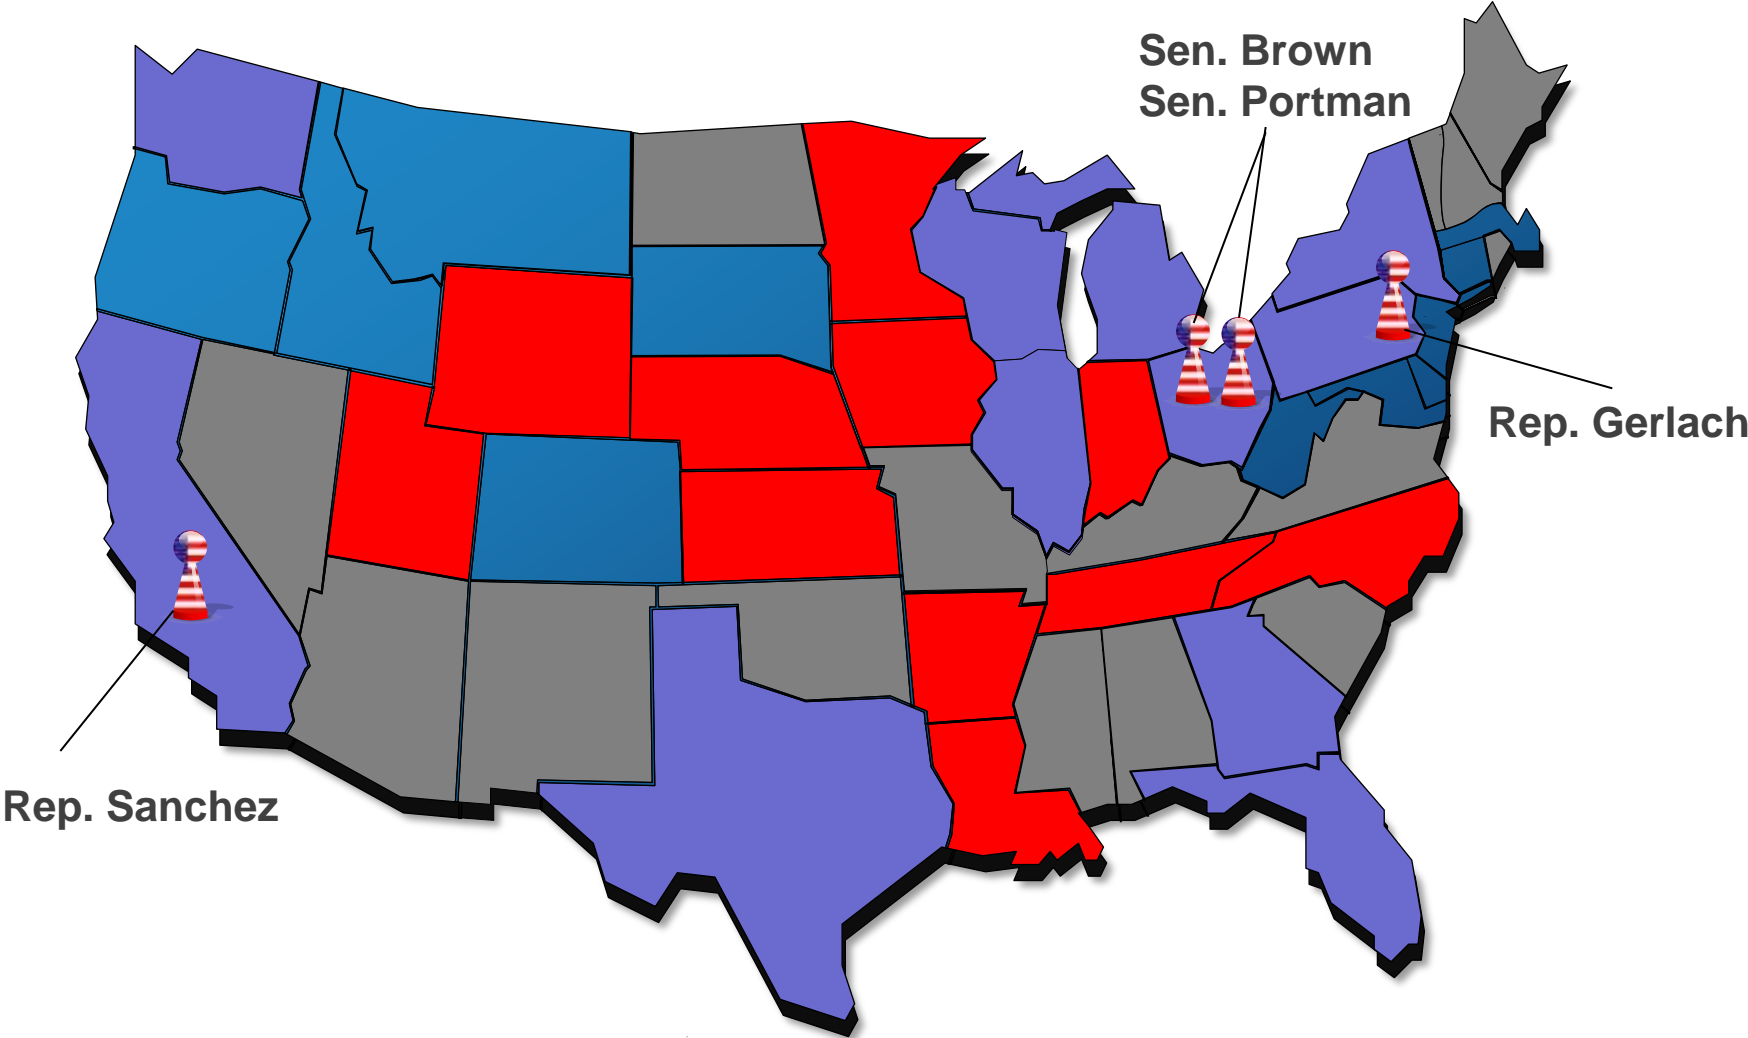 Sen. Brown
Sen. Portman
Rep. Gerlach
Rep. Sanchez